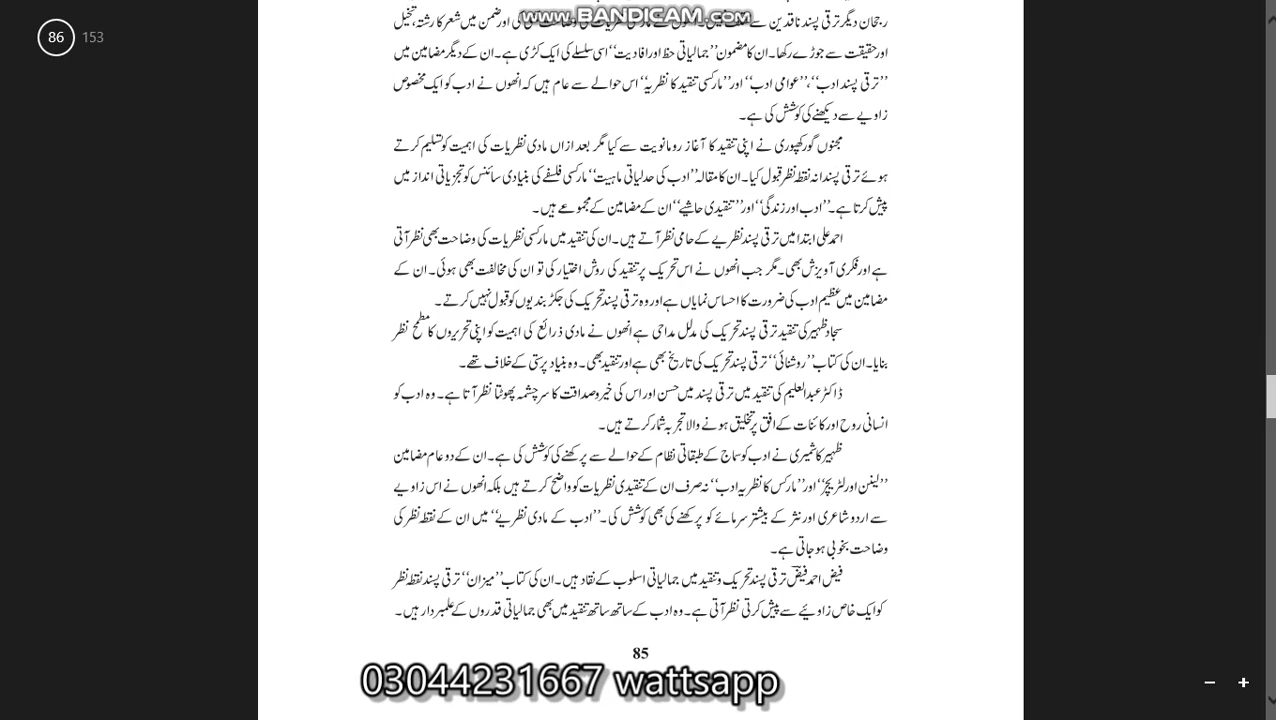 www.BANDICAM.com
86 153
رجحان دیگر ترقی پسند ناقدین سے اور ضمن میں شعر کا رشتہ، تخیل
اور حقیقت سے جوڑے رکھا۔ ان کا مضمون ’’جمالیاتی حظ اور افادیت‘‘ اسی سلسلے کی ایک کڑی ہے۔ ان کے دیگر مضامین میں
’’ترقی پسند ادب‘‘، ’’عوامی ادب‘‘ اور ’’مارکسی تنقید کا نظریہ‘‘ اس حوالے سے عام ہیں کہ انھوں نے ادب کو ایک مخصوص
زاویے سے دیکھنے کی کوشش کی ہے۔
مجنوں گورکھپوری نے اپنی تنقید کا آغاز رومانویت سے کیا مگر بعد ازاں مادی نظریات کی اہمیت کو تسلیم کرتے
ہوئے ترقی پسندانہ نقطہ نظر قبول کیا۔ ان کا مقالہ ’’ادب کی جدلیاتی ماہیت‘‘ مارکسی فلسفے کی بنیادی سائنس کو تجزیاتی انداز میں
پیش کرتا ہے۔ ’’ادب اور زندگی‘‘ اور ’’تنقیدی حاشیے‘‘ ان کے مضامین کے مجموعے ہیں۔
احمد علی ابتدا میں ترقی پسند نظریے کے حامی نظر آتے ہیں۔ ان کی تنقید میں مارکسی نظریات کی وضاحت بھی نظر آتی
ہے اور فکری آویزش بھی۔ مگر جب انھوں نے اس تحریک پر تنقید کی روش اختیار کی تو ان کی مخالفت بھی ہوئی۔ ان کے
مضامین میں عظیم ادب کی ضرورت کا احساس نمایاں ہے اور وہ ترقی پسند تحریک کی جکڑ بندیوں کو قبول نہیں کرتے۔
سجاد ظہیر کی تنقید ترقی پسند تحریک کی مدلل مداحی ہے انھوں نے مادی ذرائع کی اہمیت کو اپنی تحریروں کا مطمح نظر
بنایا۔ ان کی کتاب ’’روشنائی‘‘ ترقی پسند تحریک کی تاریخ بھی ہے اور تنقید بھی۔ وہ بنیاد پرستی کے خلاف تھے۔
ڈاکٹر عبدالعلیم کی تنقید میں ترقی پسند میں حسن اور اس کی خیر و صداقت کا سرچشمہ پھوٹتا نظر آتا ہے۔ وہ ادب کو
انسانی روح اور کائنات کے افق پر تخلیق ہونے والا تجربہ شمار کرتے ہیں۔
ظہیر کاشمیری نے ادب کو سماج کے طبقاتی نظام کے حوالے سے پرکھنے کی کوشش کی ہے۔ ان کے دو عام مضامین
’’لینن اور لٹریچر‘‘ اور ’’مارکس کا نظریہ ادب‘‘ نہ صرف ان کے تنقیدی نظریات کو واضح کرتے ہیں بلکہ انھوں نے اس زاویے
سے اردو شاعری اور نثر کے بیشتر سرمائے کو پرکھنے کی بھی کوشش کی۔ ’’ادب کے مادی نظریے‘‘ میں ان کے نقطہ نظر کی
وضاحت بخوبی ہو جاتی ہے۔
فیض احمد فیضؔ ترقی پسند تحریک و تنقید میں جمالیاتی اسلوب کے نقاد ہیں۔ ان کی کتاب ’’میزان‘‘ ترقی پسند نقطہ نظر
کو ایک خاص زاویئے سے پیش کرتی نظر آتی ہے۔ وہ ادب کے ساتھ ساتھ تنقید میں بھی جمالیاتی قدروں کے علمبردار ہیں۔
85
03044231667 wattsapp